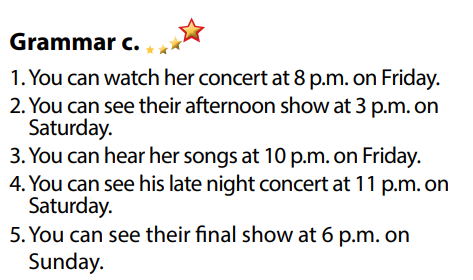 Grammar c.
1. You can watch her concert at 8 p.m. on Friday.
2. You can see their afternoon show at 3 p.m. on
Saturday.
3. You can hear her songs at 10 p.m. on Friday.
4. You can see his late night concert at 11 p.m. on
Saturday.
5. You can see their final show at 6 p.m. on
Sunday.